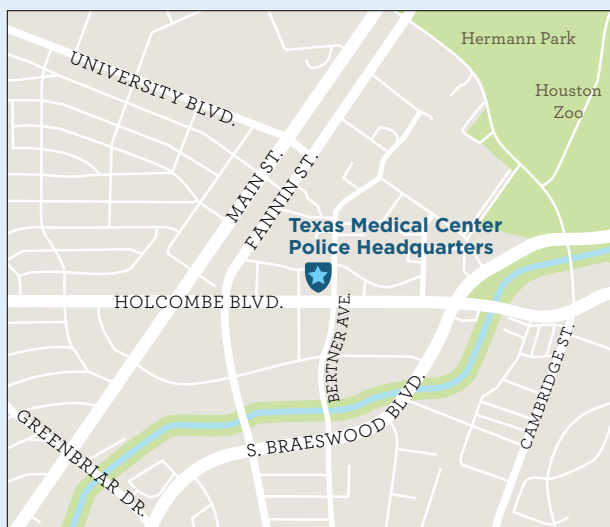 Hermann Park
UNIVERSITY BLVD.
Houston
Zoo
MAIN ST.
FANNIN ST.
Texas Medical Center
Police Headquarters
HOLCOMBE BLVD.
BERTNER AVE.
CAMBRIDGE ST.
S. BRAESWOOD BLVD.
GREENBRIAR DR.